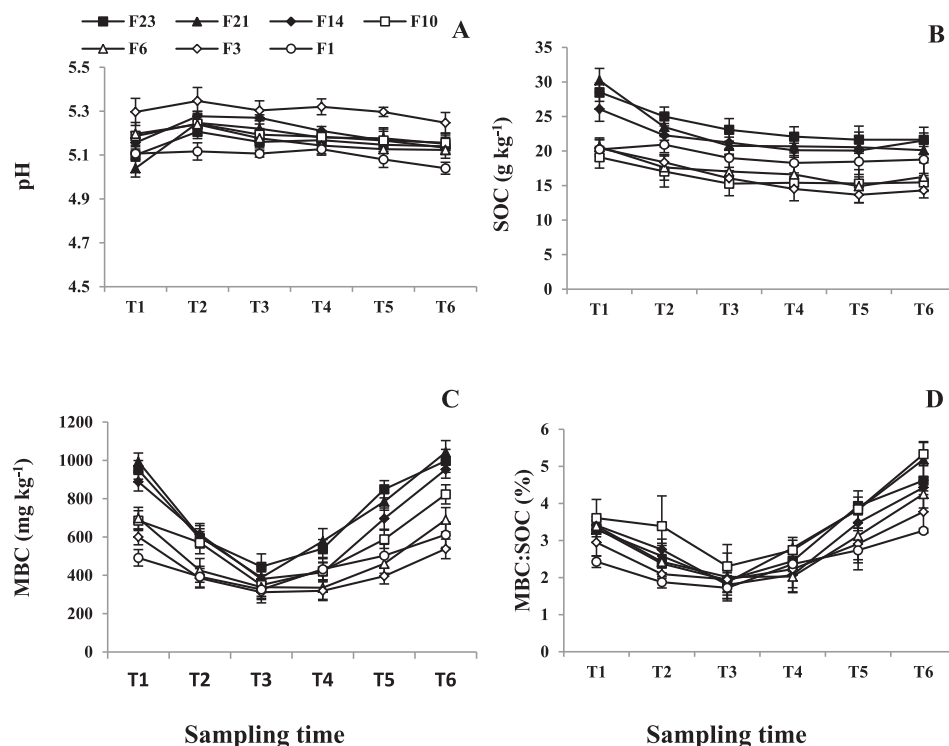 F23 F21 F14 F10
F6 F3 F1
A
pH
5.5
5.3
5.1
4.9
4.7
4.5
T1 T2 T3 T4 T5 T6
B
SOC (g kg-1)
35
30
25
20
15
10
5
0
T1 T2 T3 T4 T5 T6
C
MBC (mg kg-1)
1200
1000
800
600
400
200
0
T1 T2 T3 T4 T5 T6
Sampling time
D
MBC:SOC (%)
6
5
4
3
2
1
0
T1 T2 T3 T4 T5 T6
Sampling time